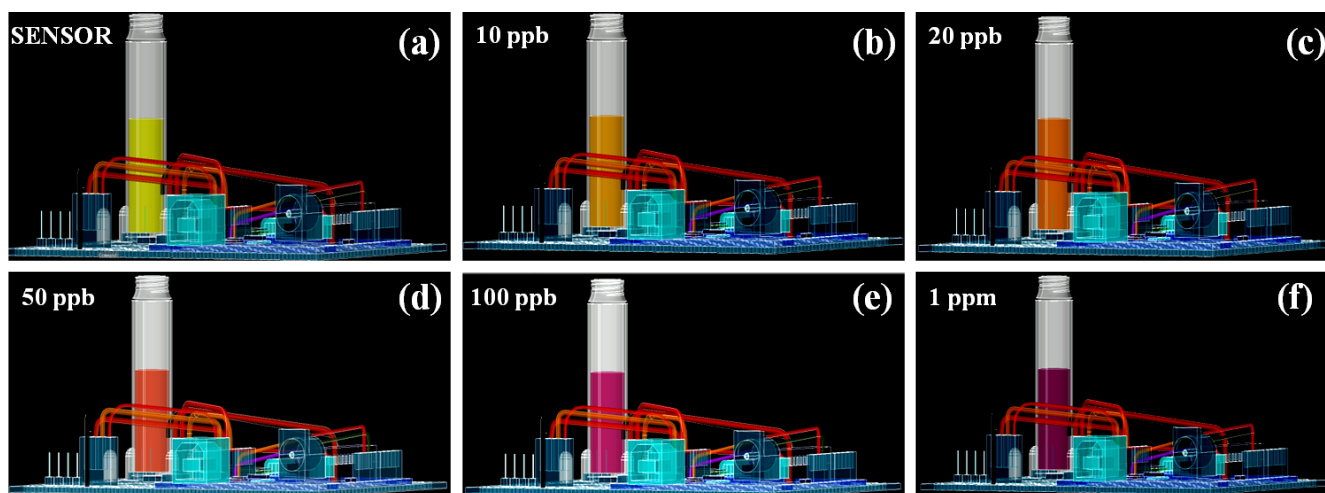 SENSOR (a)
10 ppb (b)
20 ppb (c)
50 ppb (d)
100 ppb (e)
1 ppm (f)